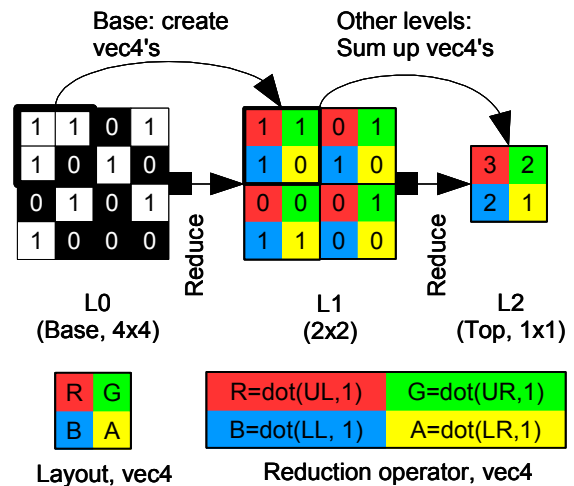 Base: create
vec4's
Other levels:
Sum up vec4's
1 1 0 1
1 0 1 0
0 1 0 1
1 0 0 0
Reduce
1 1 0 1
1 0 1 0
0 0 0 1
1 1 0 0
Reduce
3 2
2 1
L0
(Base, 4x4)
L1
(2x2)
L2
(Top, 1x1)
R G
B A
Layout, vec4
R=dot(UL,1) G=dot(UR,1)
B=dot(LL, 1) A=dot(LR,1)
Reduction operator, vec4